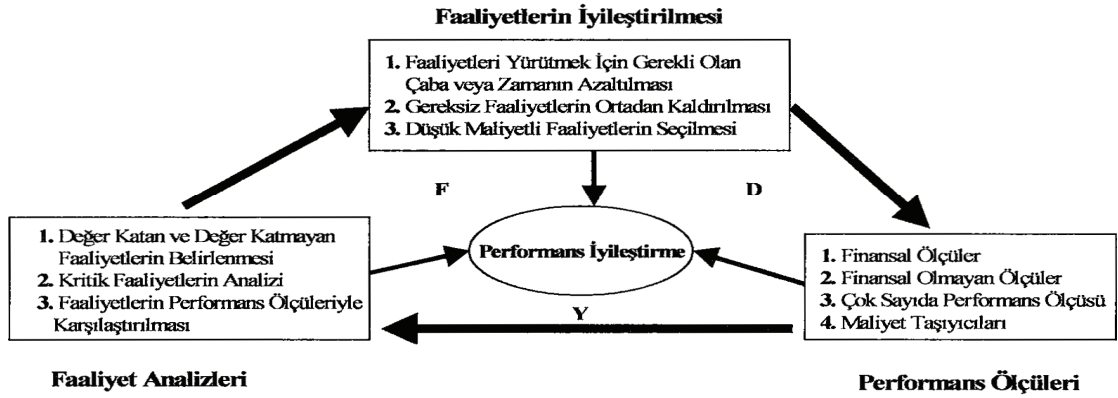 Faaliyetlerin İyileştirilmesi
1. Faaliyetleri Yürütmek İçin Gerekli Olan
Çaba veya Zamanın Azaltılması
2. Gereksiz Faaliyetlerin Ortadan Kaldırılması
3. Düşük Maliyetli Faaliyetlerin Seçilmesi
F
D
1. Değer Katan ve Değer Katmayan
Faaliyetlerin Belirlenmesi
2. Kritik Faaliyetlerin Analizi
3. Faaliyetlerin Performans Ölçüleriyle
Karşılaştırılması
Performans İyileştirme
1. Finansal Ölçüler
2. Finansal Olmayan Ölçüler
3. Çok Sayıda Performans Ölçüsü
4. Maliyet Taşıyıcıları
Y
Faaliyet Analizleri
Performans Ölçüleri